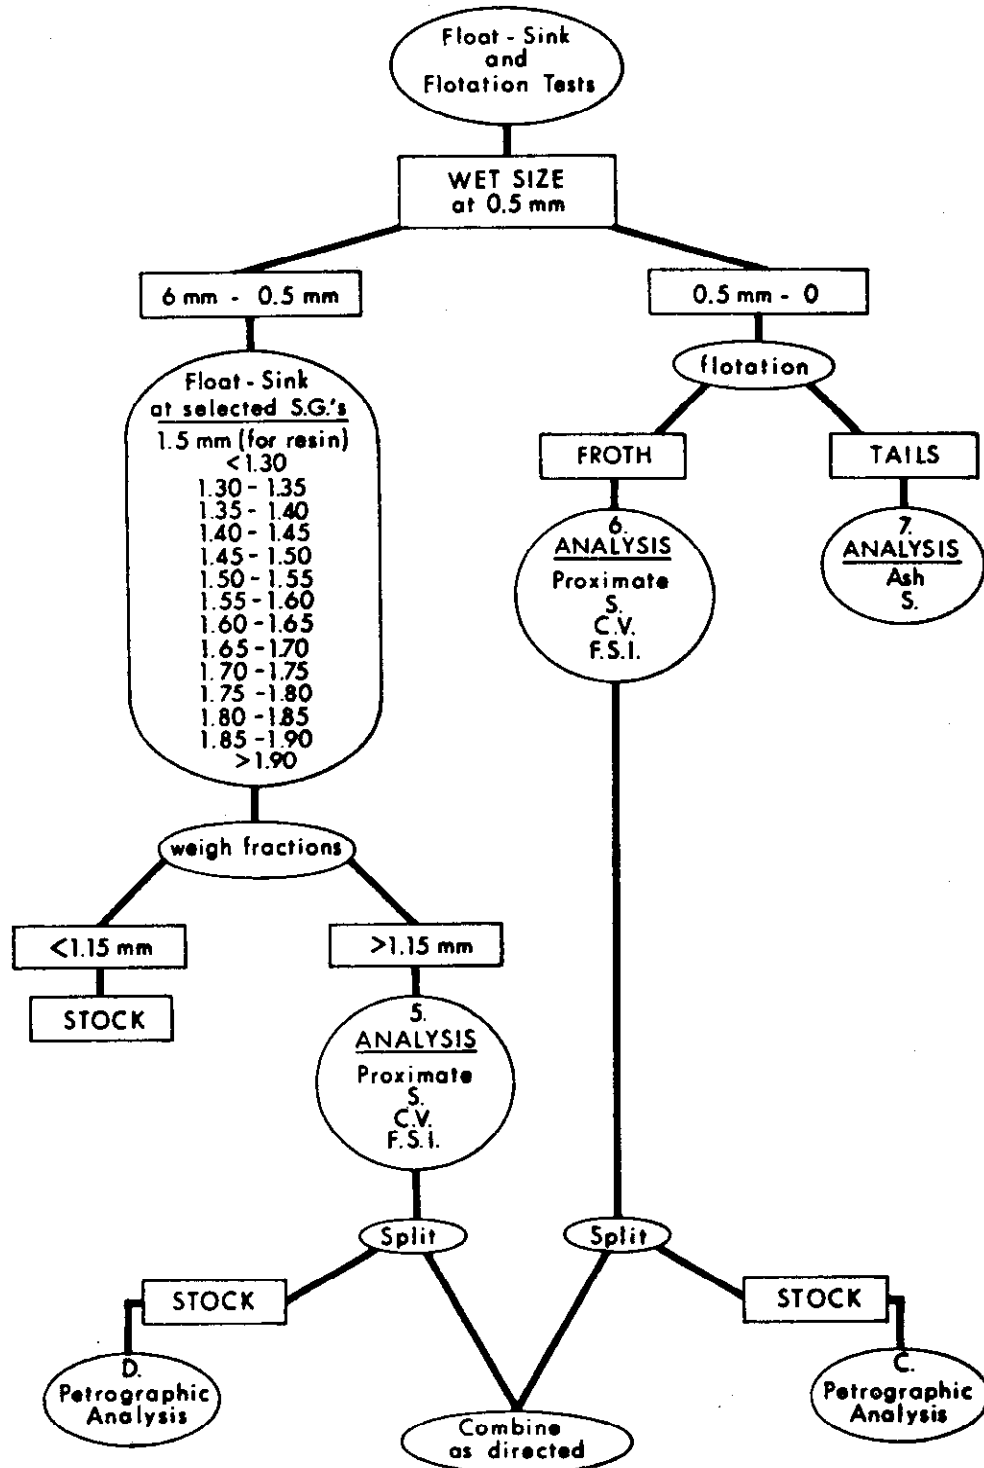 Float - Sink
and
Flotation Tests
WET SIZE
at 0.5 mm
6 mm - 0.5 mm
0.5 mm - 0
Float - Sink
at selected S.G.'s
1.5 mm (for resin)
<1.30
1.30 - 1.35
1.35 - 1.40
1.40 - 1.45
1.45 - 1.50
1.50 - 1.55
1.55 - 1.60
1.60 - 1.65
1.65 - 1.70
1.70 - 1.75
1.75 - 1.80
1.80 - 1.85
1.85 - 1.90
>1.90
flotation
FROTH
TAILS
6.
ANALYSIS
Proximate
S.
C.V.
F.S.I.
7.
ANALYSIS
Ash
S.
weigh fractions
<1.15 mm
>1.15 mm
STOCK
5.
ANALYSIS
Proximate
S.
C.V.
F.S.I.
Split
Split
STOCK
STOCK
D.
Petrographic
Analysis
C.
Petrographic
Analysis
Combine
as directed